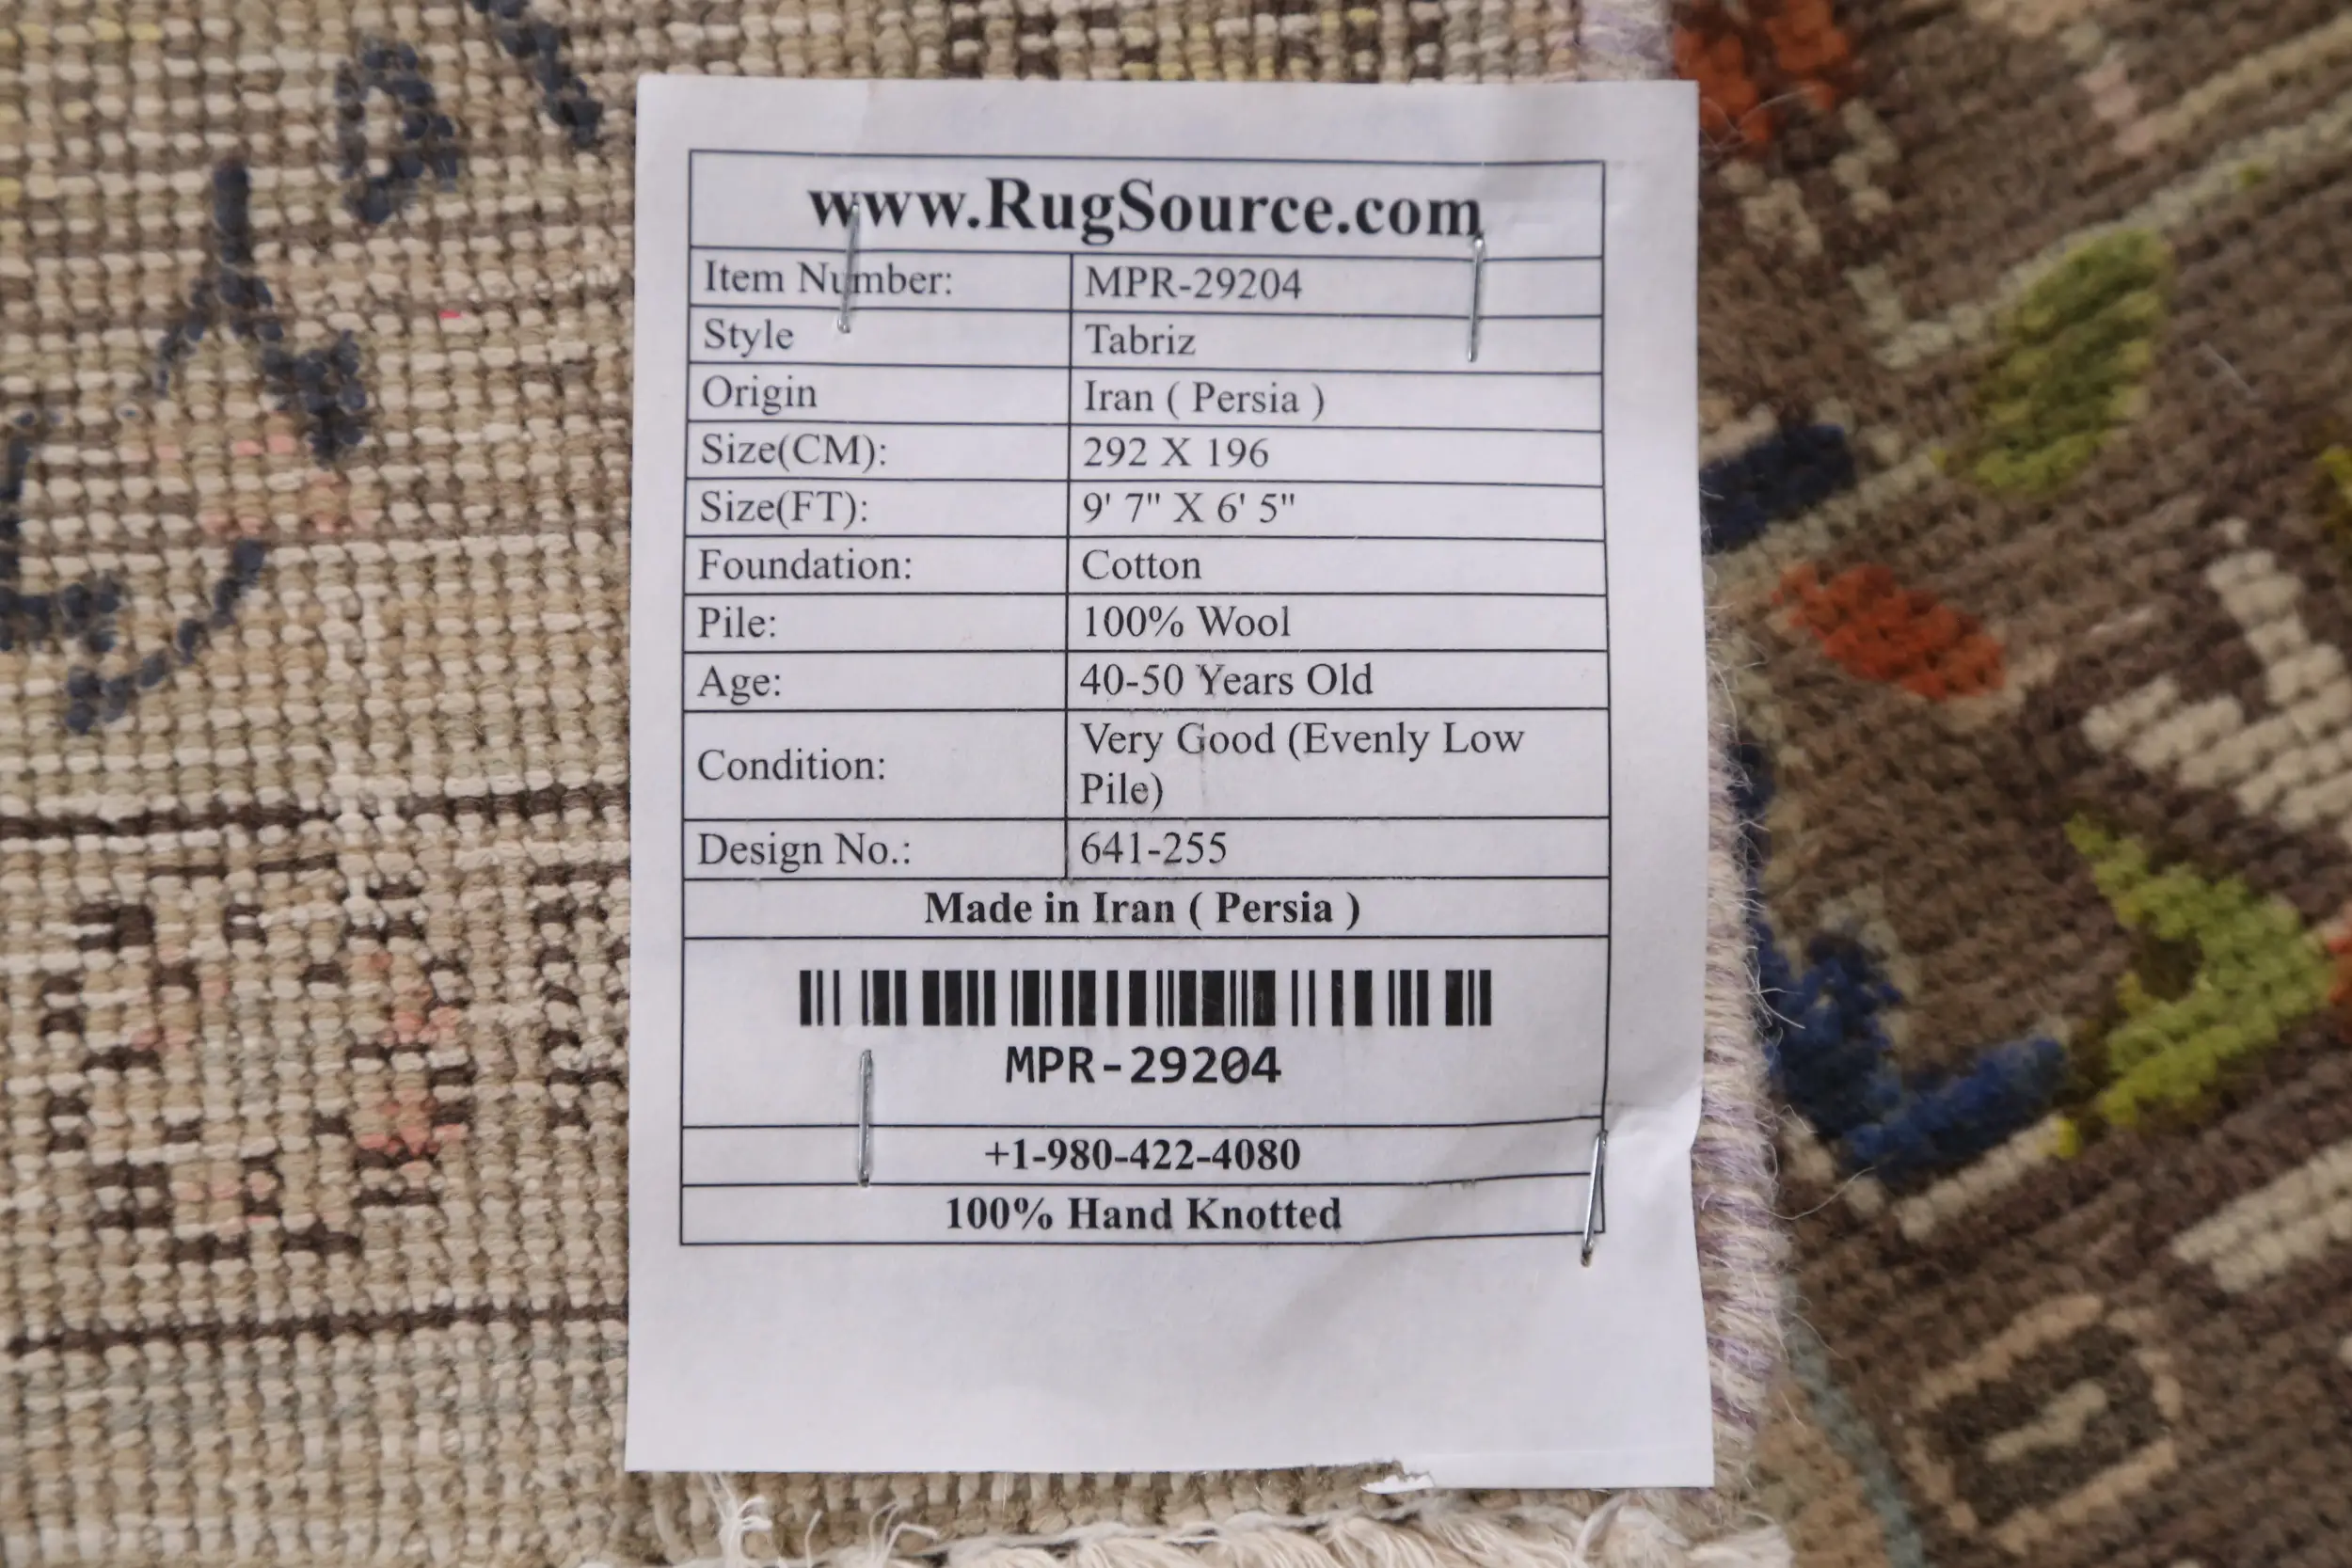 www.RugSource.com
Item Number: MPR-29204
Style Tabriz
Origin Iran ( Persia )
Size(CM): 292 X 196
Size(FT): 9' 7" X 6' 5"
Foundation: Cotton
Pile: 100% Wool
Age: 40-50 Years Old
Condition: Very Good (Evenly Low
Pile)
Design No.: 641-255
Made in Iran ( Persia )
MPR-29204
+1-980-422-4080
100% Hand Knotted